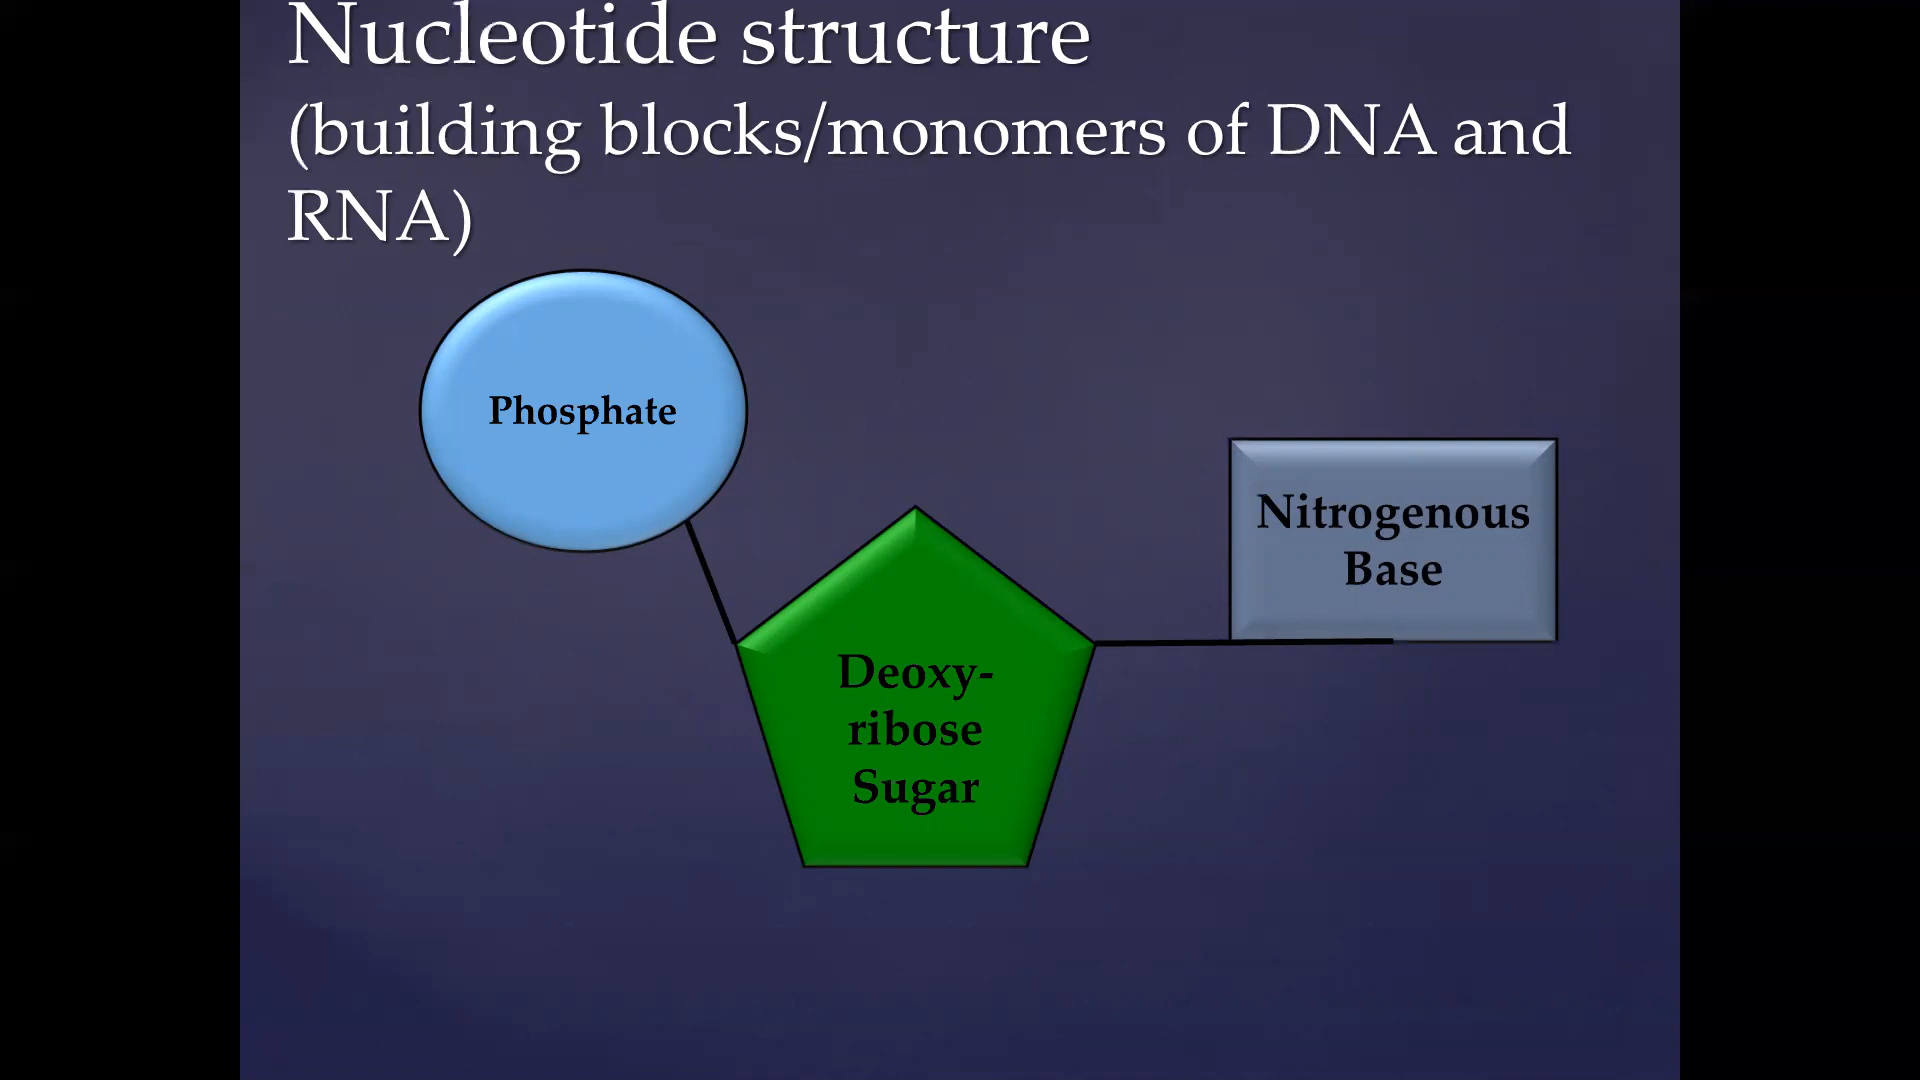 Nucleotide structure
(building blocks/monomers of DNA and
RNA)
Phosphate
Nitrogenous
Base
Deoxy-
ribose
Sugar